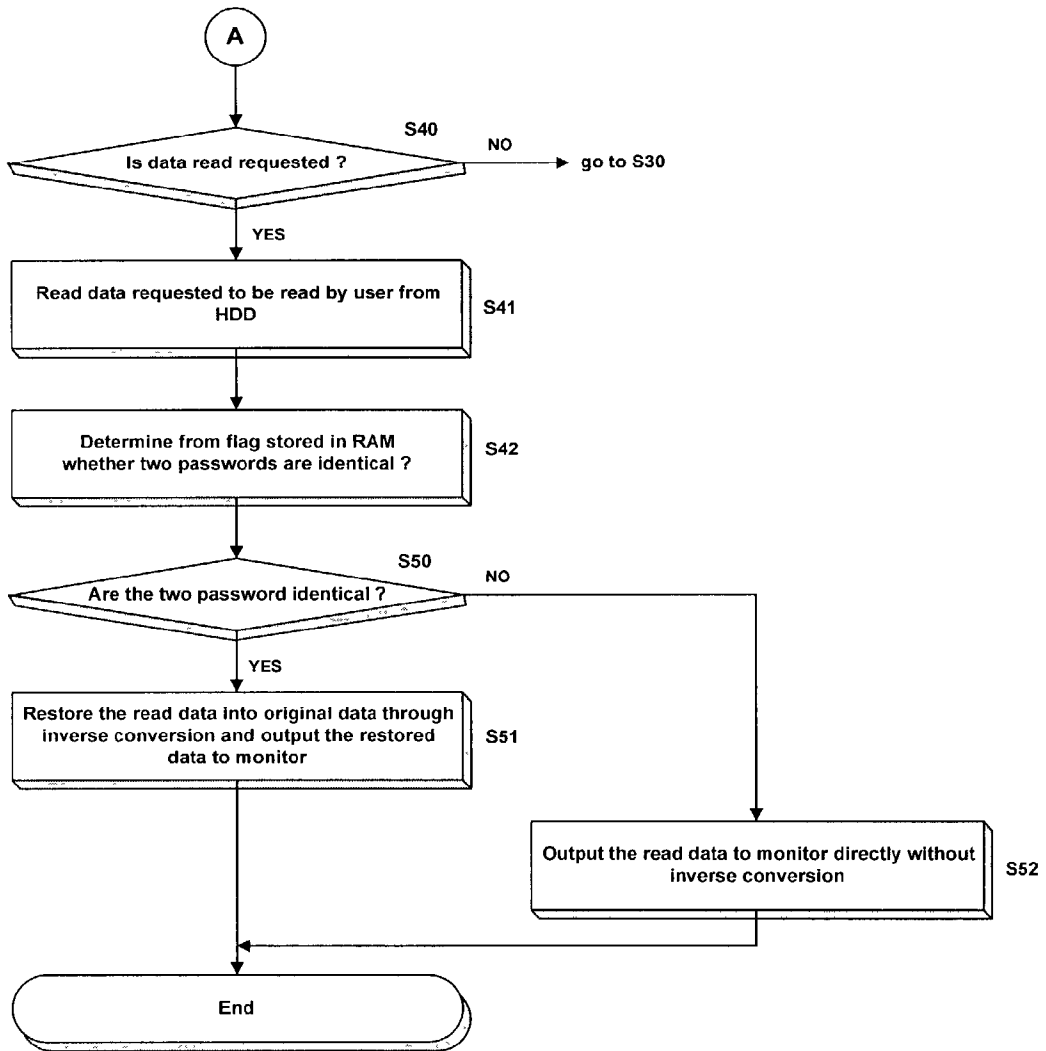 A
S40
NO
Is data read requested ?
go to S30
YES
Read data requested to be read by user from
HDD
S41
Determine from flag stored in RAM
whether two passwords are identical ?
S42
S50
NO
Are the two password identical ?
YES
Restore the read data into original data through
inverse conversion and output the restored
data to monitor
S51
Output the read data to monitor directly without
inverse conversion
S52
End